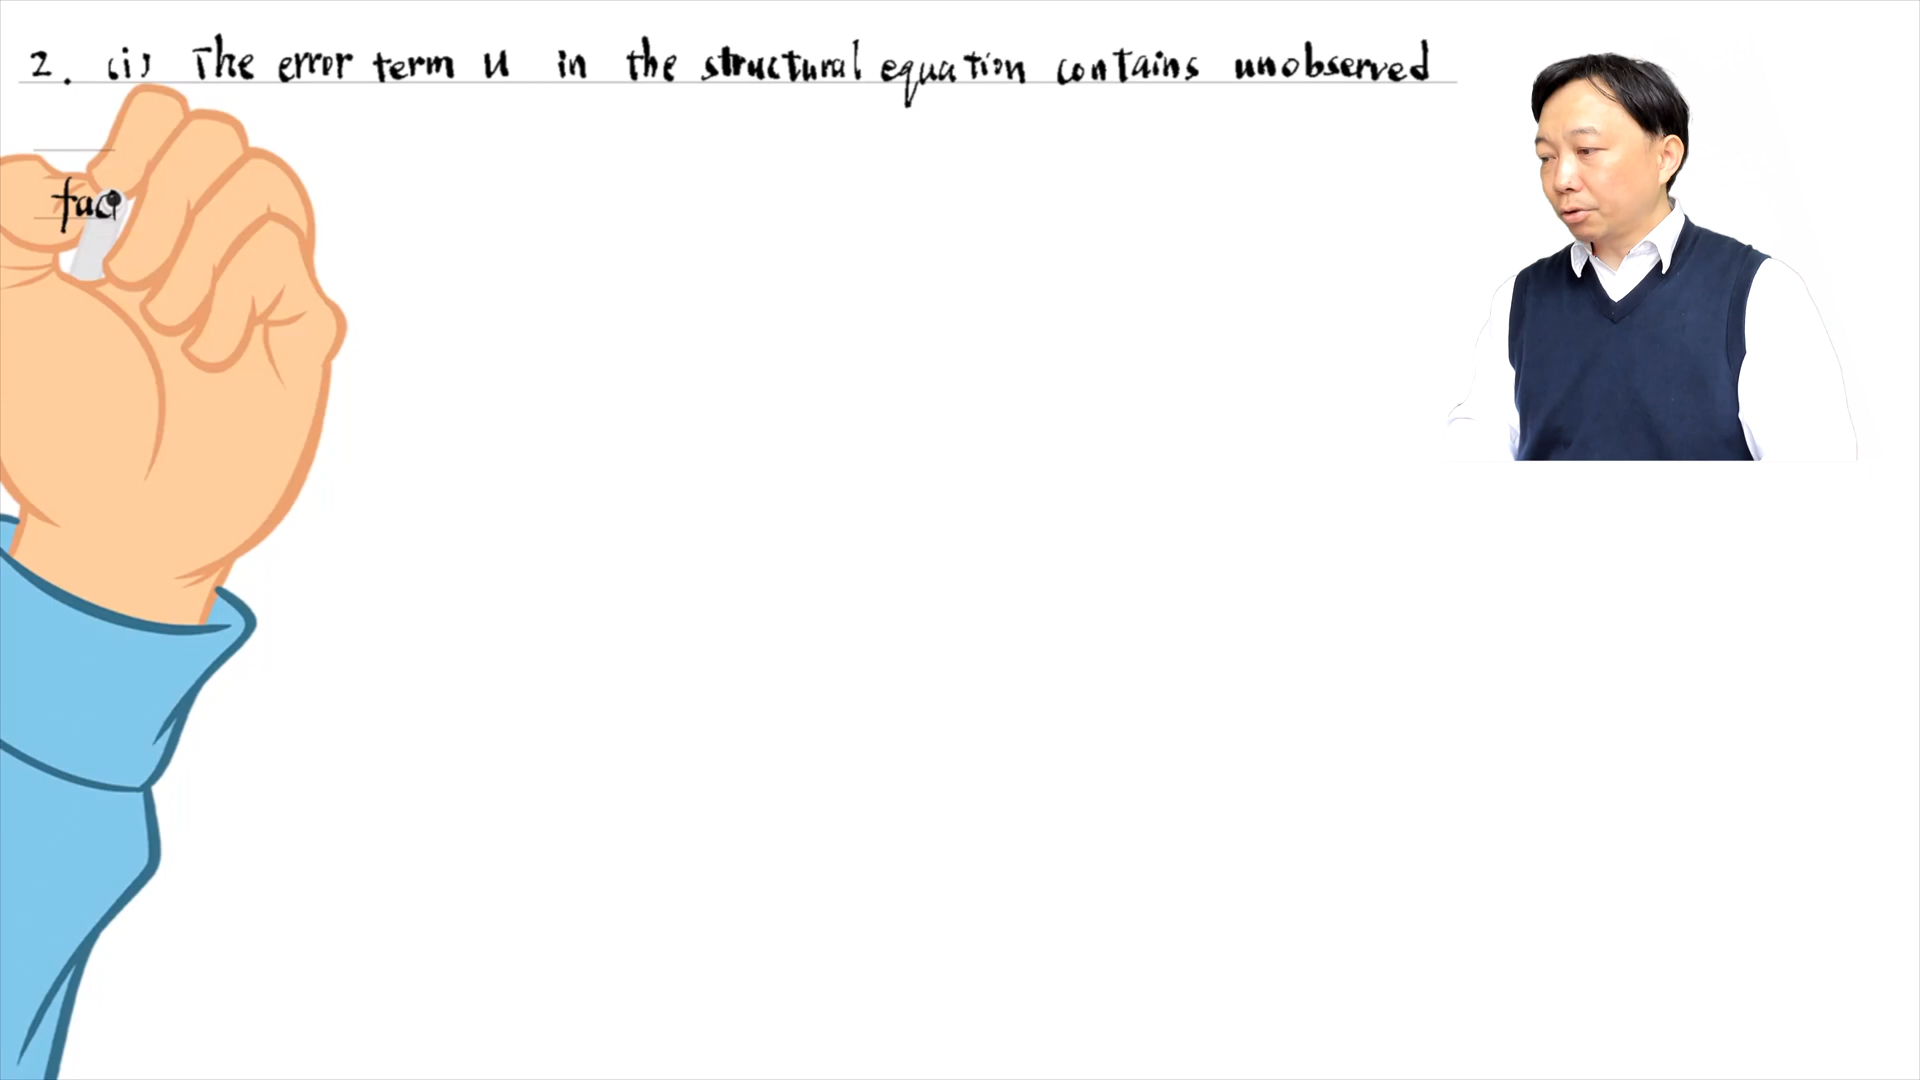 2. (i) The error term u in the structural equation contains unobserved
fac